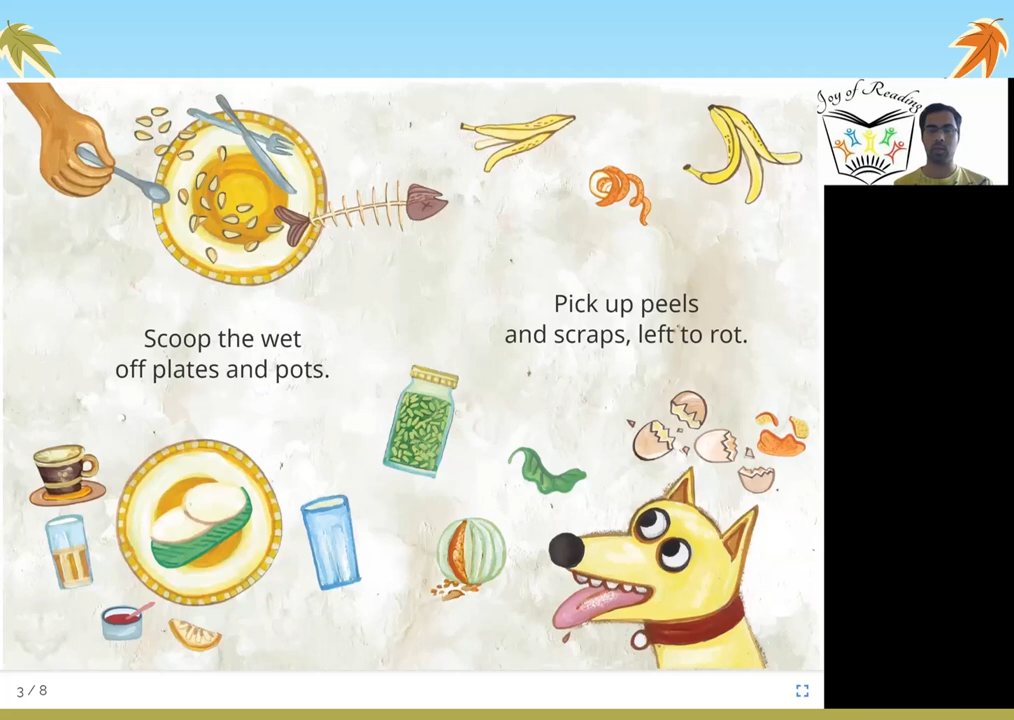 Joy of Reading
Scoop the wet
off plates and pots.
Pick up peels
and scraps, left to rot.
3 / 8